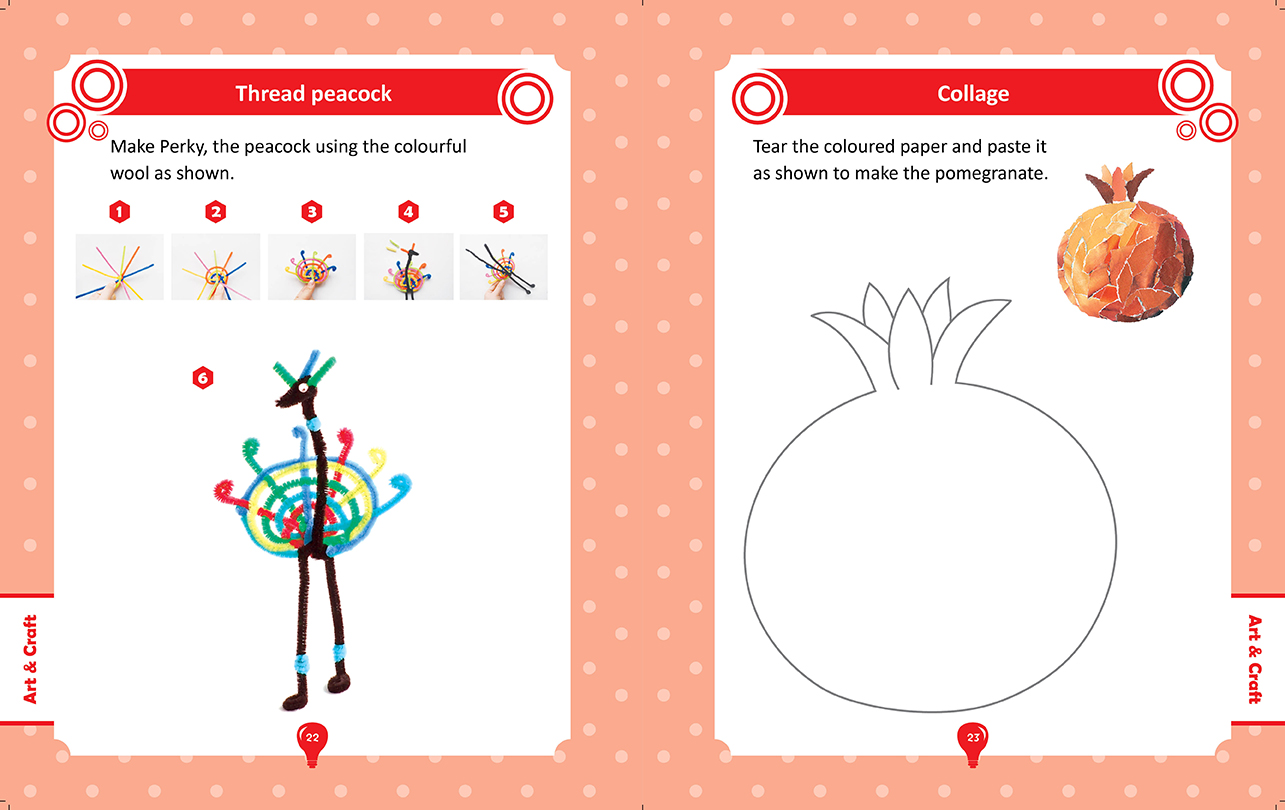 Thread peacock
Make Perky, the peacock using the colourful
wool as shown.
1
2
3
4
5
6
Art & Craft
22
Collage
Tear the coloured paper and paste it
as shown to make the pomegranate.
Art & Craft
23